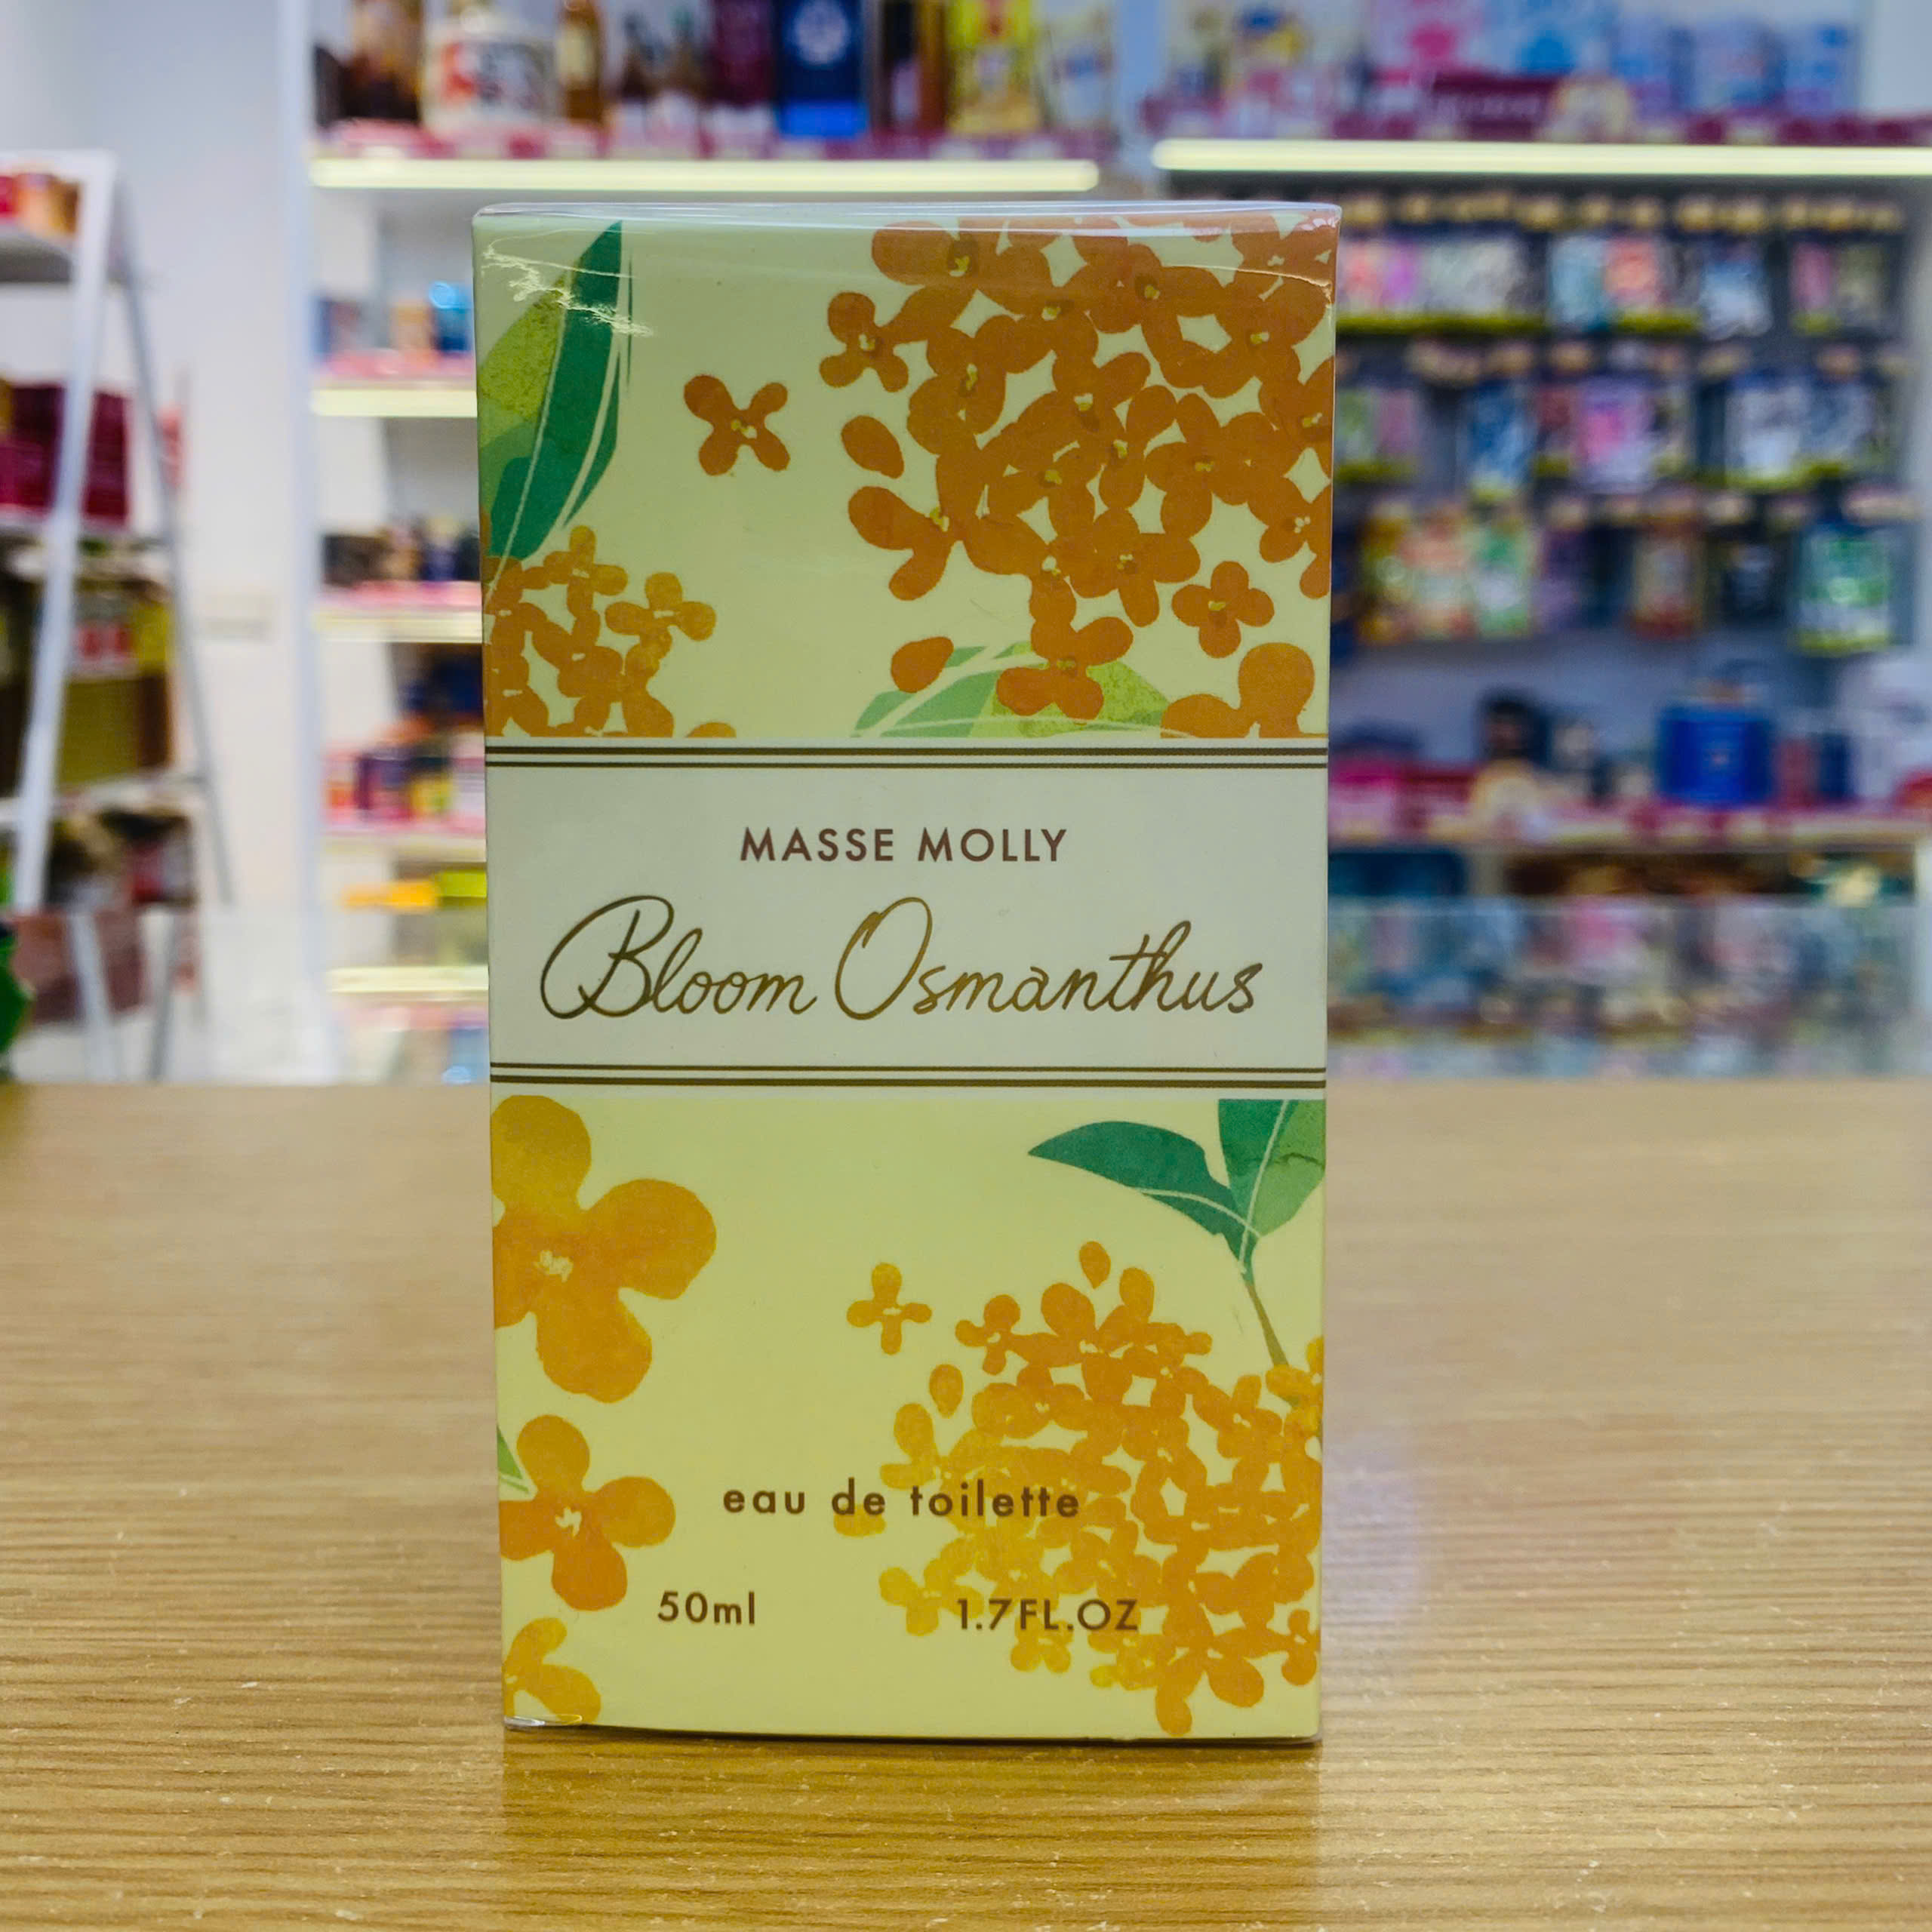 MASSE MOLLY
Bloom Osmanthus
eau de toilette
50ml 1.7FL.OZ